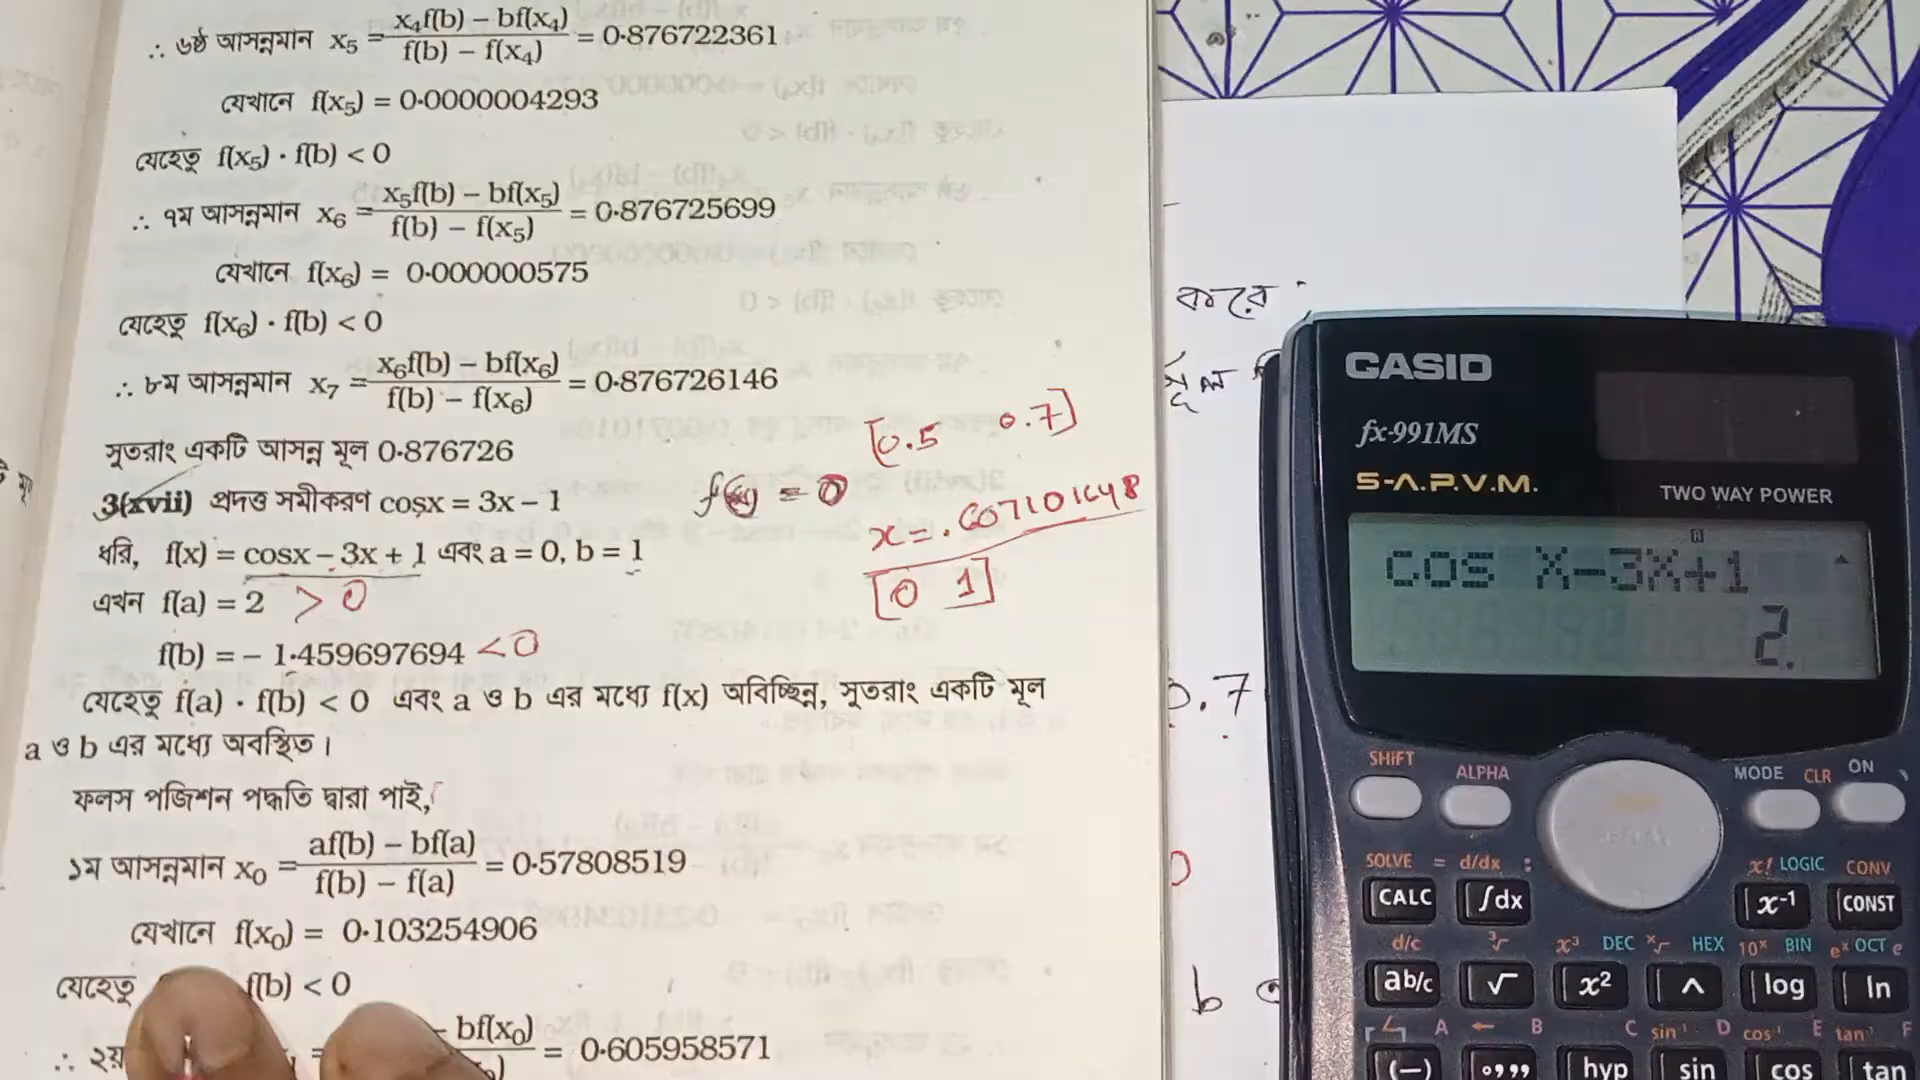 ∴ ৬ষ্ঠ আসন্নমান x₅ = (x₄f(b) – bf(x₄)) / (f(b) – f(x₄)) = 0·876722361
যেখানে f(x₅) = 0·0000004293
যেহেতু f(x₅) · f(b) < 0
∴ ৭ম আসন্নমান x₆ = (x₅f(b) – bf(x₅)) / (f(b) – f(x₅)) = 0·876725699
যেখানে f(x₆) = 0·000000575
যেহেতু f(x₆) · f(b) < 0
∴ ৮ম আসন্নমান x₇ = (x₆f(b) – bf(x₆)) / (f(b) – f(x₆)) = 0·876726146
সুতরাং একটি আসন্ন মূল 0·876726
3(xvii) প্রদত্ত সমীকরণ cosx = 3x – 1
ধরি, f(x) = cosx – 3x + 1 এবং a = 0, b = 1
এখন f(a) = 2 > 0
f(b) = – 1·459697694 < 0
যেহেতু f(a) · f(b) < 0 এবং a ও b এর মধ্যে f(x) অবিচ্ছিন্ন, সুতরাং একটি মূল
a ও b এর মধ্যে অবস্থিত।
ফলস পজিশন পদ্ধতি দ্বারা পাই,
১ম আসন্নমান x₀ = (af(b) – bf(a)) / (f(b) – f(a)) = 0·57808519
যেখানে f(x₀) = 0·103254906
যেহেতু f(b) < 0
∴ ২য় – bf(x₀) = 0·605958571
[0.5 0.7]
x = .607101648
[0 1]
করে
0.7
b
CASIO
fx-991MS
S-A.P.V.M.
TWO WAY POWER
cos X-3X+1
2.
SHIFT ALPHA MODE CLR ON
SOLVE = d/dx : x! LOGIC CONV
CALC ∫dx x⁻¹ CONST
d/c ³√ x³ DEC ˣ√ HEX 10ˣ BIN eˣ OCT
ab/c √ x² ^ log ln
A B C sin⁻¹ D cos⁻¹ E tan⁻¹ F
(–) °,,, hyp sin cos tan